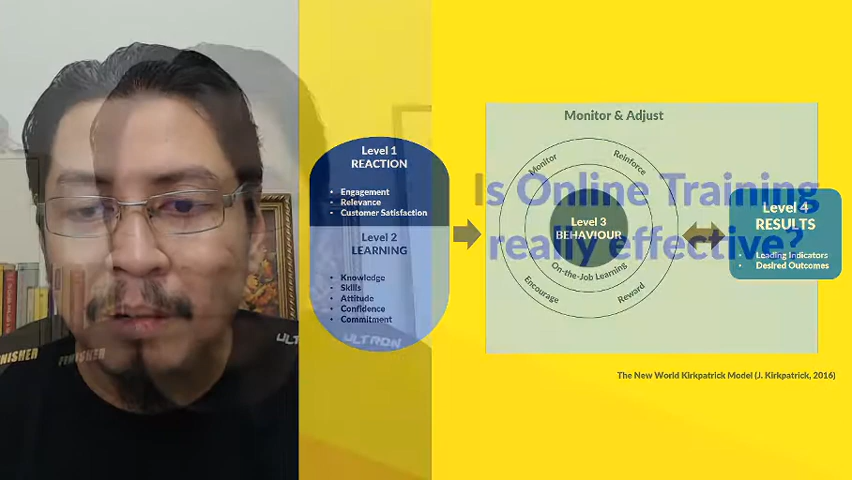 Level 1
REACTION
• Engagement
• Relevance
• Customer Satisfaction
Level 2
LEARNING
• Knowledge
• Skills
• Attitude
• Confidence
• Commitment
Monitor & Adjust
Monitor
Reinforce
Is Online Training
really effective?
Level 3
BEHAVIOUR
On-the-Job Learning
Encourage
Reward
Level 4
RESULTS
• Leading Indicators
• Desired Outcomes
The New World Kirkpatrick Model (J. Kirkpatrick, 2016)
FINISHER
FINISHER
ULTRON